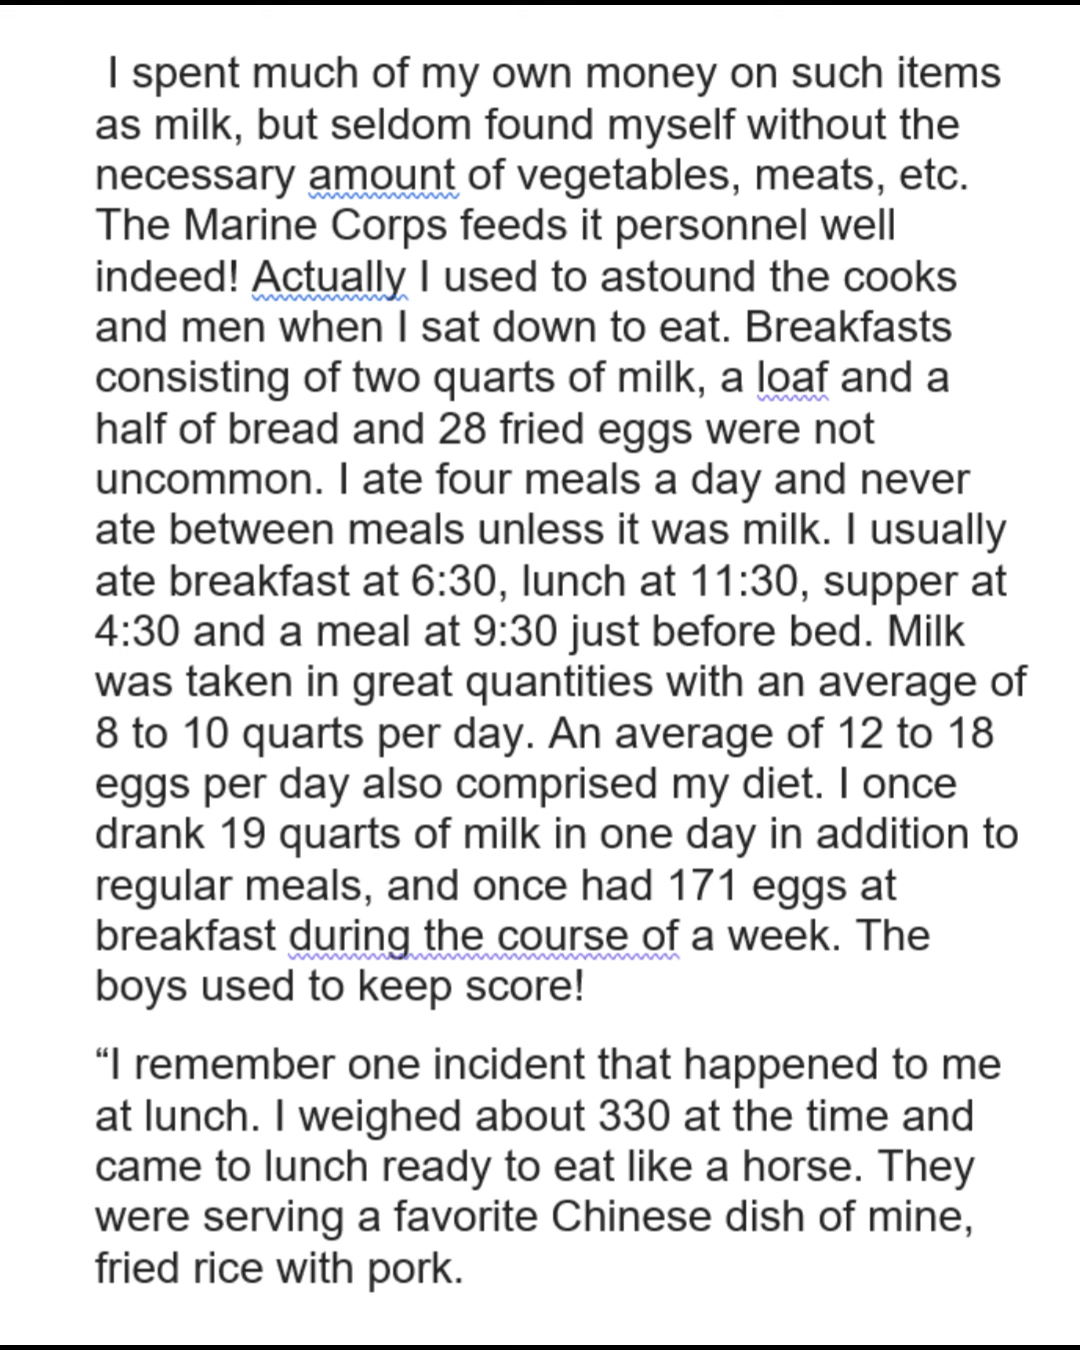 I spent much of my own money on such items
as milk, but seldom found myself without the
necessary amount of vegetables, meats, etc.
The Marine Corps feeds it personnel well
indeed! Actually I used to astound the cooks
and men when I sat down to eat. Breakfasts
consisting of two quarts of milk, a loaf and a
half of bread and 28 fried eggs were not
uncommon. I ate four meals a day and never
ate between meals unless it was milk. I usually
ate breakfast at 6:30, lunch at 11:30, supper at
4:30 and a meal at 9:30 just before bed. Milk
was taken in great quantities with an average of
8 to 10 quarts per day. An average of 12 to 18
eggs per day also comprised my diet. I once
drank 19 quarts of milk in one day in addition to
regular meals, and once had 171 eggs at
breakfast during the course of a week. The
boys used to keep score!
“I remember one incident that happened to me
at lunch. I weighed about 330 at the time and
came to lunch ready to eat like a horse. They
were serving a favorite Chinese dish of mine,
fried rice with pork.